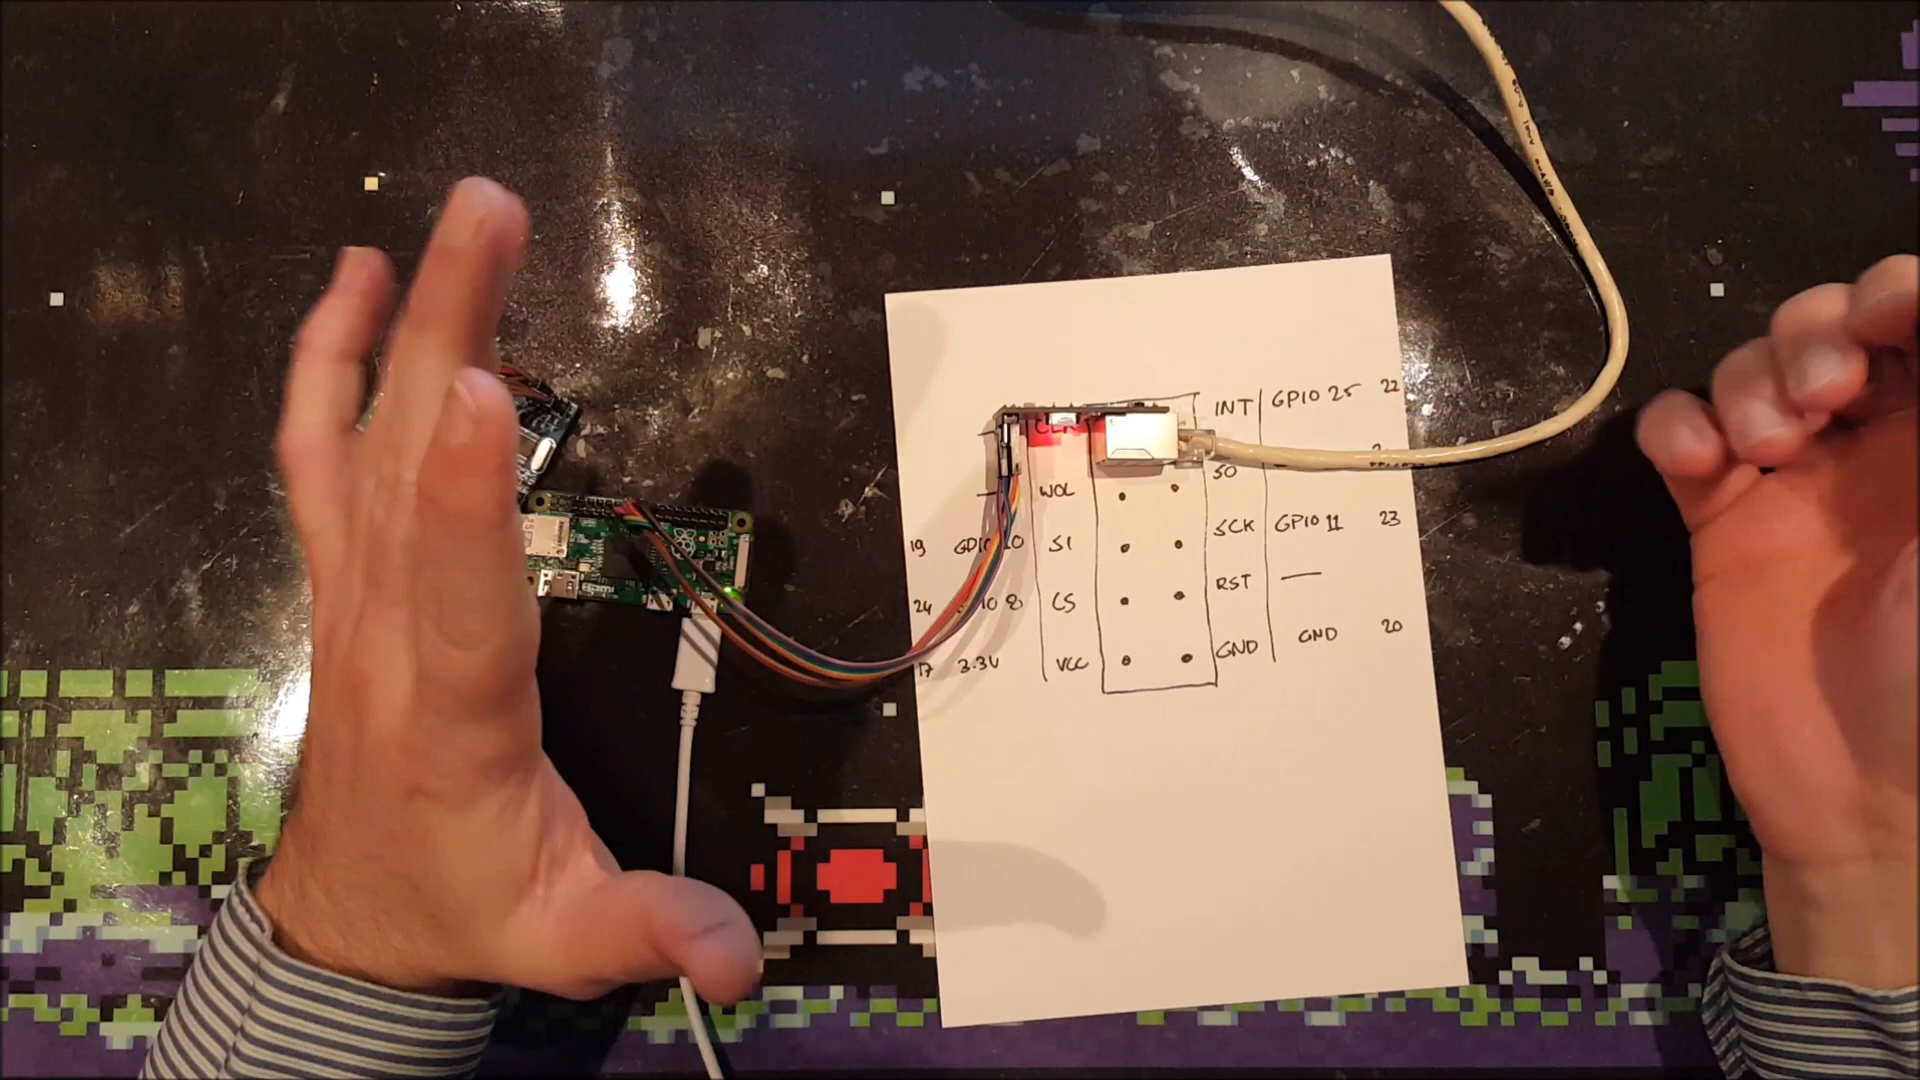 INT GPIO 25 22
SO
WOL
SCK GPIO 11 23
19 SI
RST —
24 8 CS
GND GND 20
17 3.3V VCC